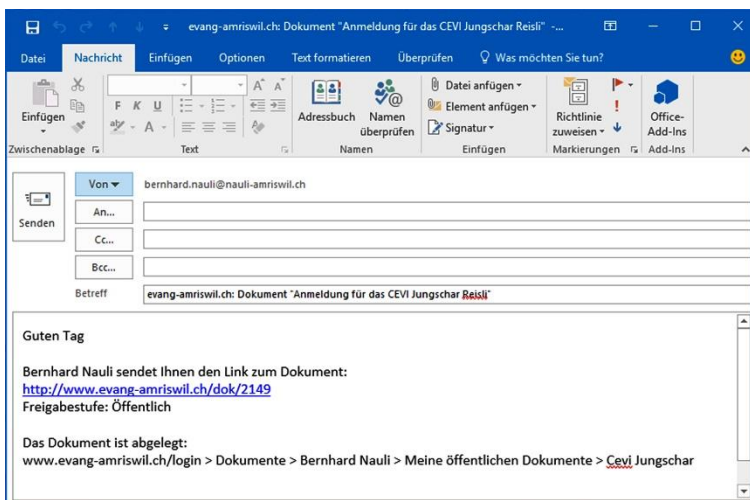 evang-amriswil.ch: Dokument "Anmeldung für das CEVI Jungschar Reisli" -...
Datei Nachricht Einfügen Optionen Text formatieren Überprüfen Was möchten Sie tun?
Einfügen
F K U
A A
ab A
Adressbuch
Namen überprüfen
Datei anfügen
Element anfügen
Signatur
Richtlinie zuweisen
Office-Add-Ins
Zwischenablage Text Namen Einfügen Markierungen Add-Ins
Senden
Von bernhard.nauli@nauli-amriswil.ch
An...
Cc...
Bcc...
Betreff evang-amriswil.ch: Dokument "Anmeldung für das CEVI Jungschar Reisli"
Guten Tag
Bernhard Nauli sendet Ihnen den Link zum Dokument:
http://www.evang-amriswil.ch/dok/2149
Freigabestufe: Öffentlich
Das Dokument ist abgelegt:
www.evang-amriswil.ch/login > Dokumente > Bernhard Nauli > Meine öffentlichen Dokumente > Cevi Jungschar